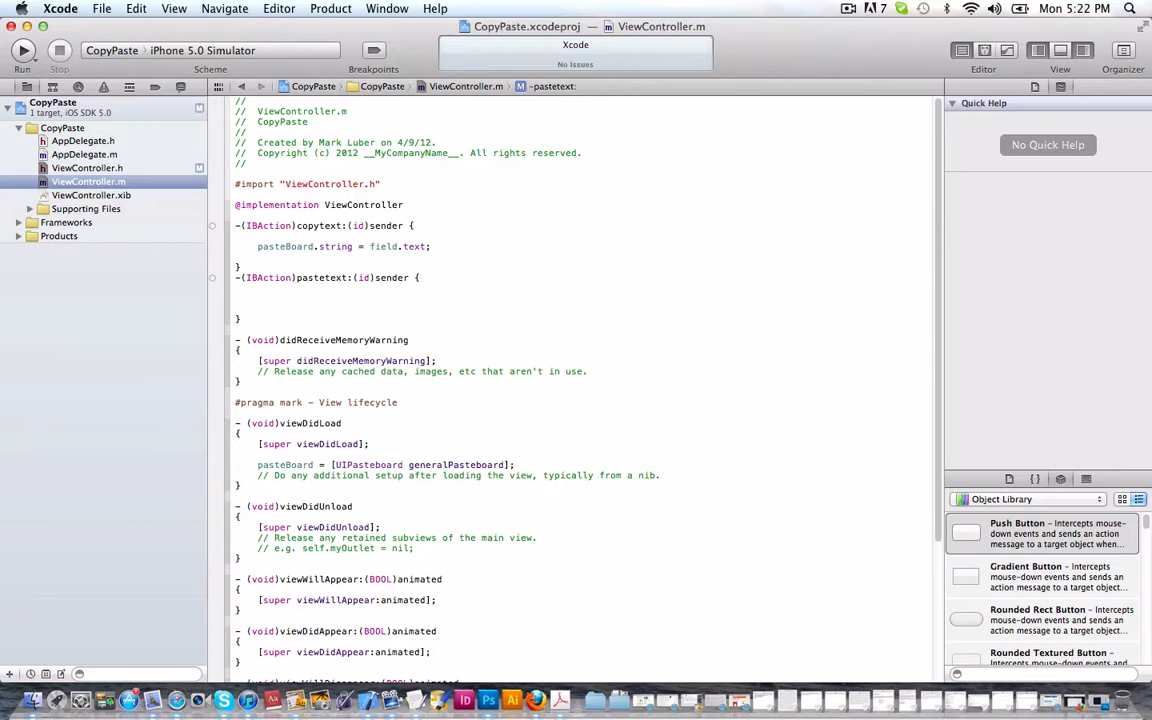 Xcode File Edit View Navigate Editor Product Window Help 7 Mon 5:22 PM
CopyPaste.xcodeproj — ViewController.m
CopyPaste iPhone 5.0 Simulator
Xcode
No Issues
Run Stop Scheme Breakpoints Editor View Organizer
CopyPaste
1 target, iOS SDK 5.0
M
CopyPaste
AppDelegate.h
AppDelegate.m
ViewController.h M
ViewController.m
ViewController.xib
Supporting Files
Frameworks
Products
CopyPaste CopyPaste ViewController.m M -pastetext:
//
// ViewController.m
// CopyPaste
//
// Created by Mark Luber on 4/9/12.
// Copyright (c) 2012 __MyCompanyName__. All rights reserved.
//
#import "ViewController.h"
@implementation ViewController
-(IBAction)copytext:(id)sender {
pasteBoard.string = field.text;
}
-(IBAction)pastetext:(id)sender {
}
- (void)didReceiveMemoryWarning
{
[super didReceiveMemoryWarning];
// Release any cached data, images, etc that aren't in use.
}
#pragma mark - View lifecycle
- (void)viewDidLoad
{
[super viewDidLoad];
pasteBoard = [UIPasteboard generalPasteboard];
// Do any additional setup after loading the view, typically from a nib.
}
- (void)viewDidUnload
{
[super viewDidUnload];
// Release any retained subviews of the main view.
// e.g. self.myOutlet = nil;
}
- (void)viewWillAppear:(BOOL)animated
{
[super viewWillAppear:animated];
}
- (void)viewDidAppear:(BOOL)animated
{
[super viewDidAppear:animated];
}
Quick Help
No Quick Help
Object Library
Push Button – Intercepts mouse-
down events and sends an action
message to a target object when...
Gradient Button – Intercepts
mouse-down events and sends an
action message to a target object...
Rounded Rect Button – Intercepts
mouse-down events and sends an
action message to a target object...
Rounded Textured Button –
Id Ps Ai